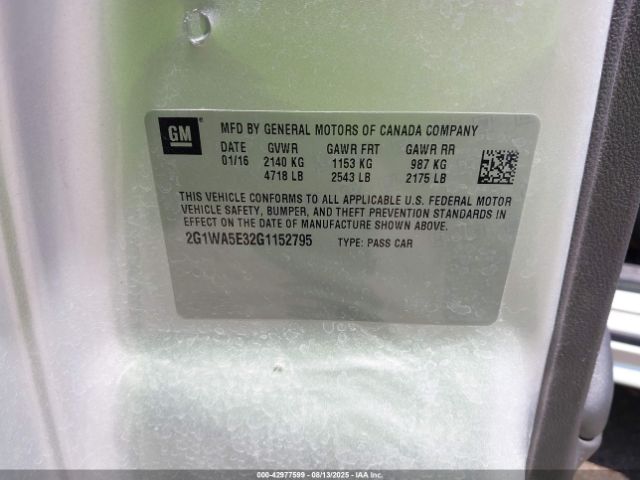 GM
MFD BY GENERAL MOTORS OF CANADA COMPANY
DATE GVWR GAWR FRT GAWR RR
01/16 2140 KG 1153 KG 987 KG
4718 LB 2543 LB 2175 LB
THIS VEHICLE CONFORMS TO ALL APPLICABLE U.S. FEDERAL MOTOR
VEHICLE SAFETY, BUMPER, AND THEFT PREVENTION STANDARDS IN
EFFECT ON THE DATE OF MANUFACTURE SHOWN ABOVE.
2G1WA5E32G1152795 TYPE: PASS CAR
000-42977599 - 08/13/2025 - IAA Inc.